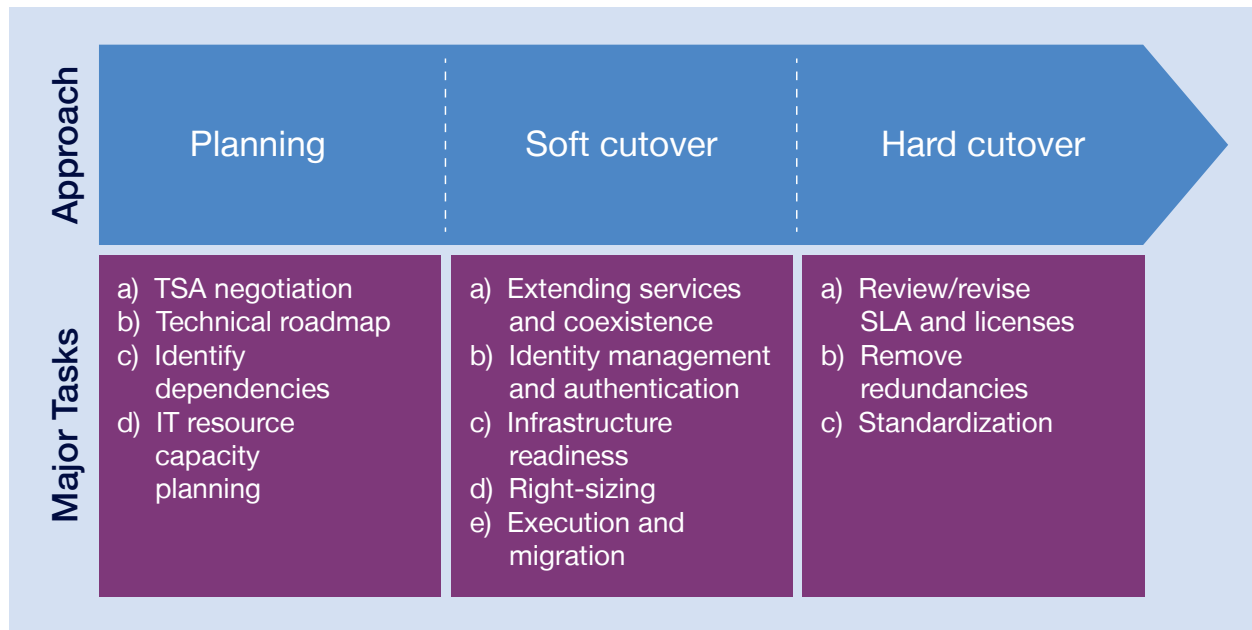 Approach
Planning
Soft cutover
Hard cutover
Major Tasks
a) TSA negotiation
b) Technical roadmap
c) Identify
dependencies
d) IT resource
capacity
planning
a) Extending services
and coexistence
b) Identity management
and authentication
c) Infrastructure
readiness
d) Right-sizing
e) Execution and
migration
a) Review/revise
SLA and licenses
b) Remove
redundancies
c) Standardization